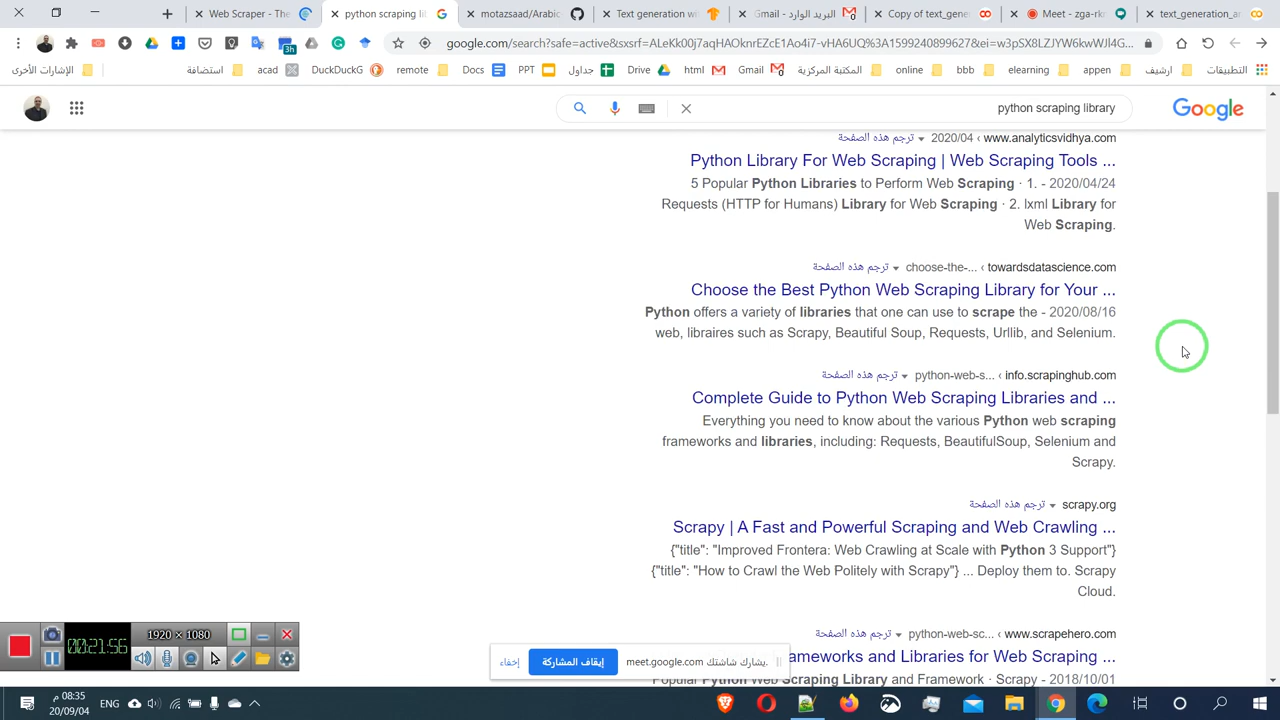 Web Scraper - The
python scraping lib
motazsaad/Arabic
Text generation wi
البريد الوارد - Gmail
Copy of text_gene
Meet - zga-rk
text_generation_ar
google.com/search?safe=active&sxsrf=ALeKk00j7aqHAOknrEZcE1Ao4i7-vHAOUQ%3A1599240899627&ei=w3pSX8LZJYW6kwWJl4G...
التطبيقات
ارشيف
appen
elearning
bbb
online
المكتبة المركزية
Gmail
html
Drive
جداول
PPT
Docs
remote
DuckDuckG
acad
استضافة
الإشارات الأخرى
3h
Google
python scraping library
www.analyticsvidhya.com › 2020/04 ترجم هذه الصفحة
Python Library For Web Scraping | Web Scraping Tools ...
5 Popular Python Libraries to Perform Web Scraping · 1. - 2020/04/24
Requests (HTTP for Humans) Library for Web Scraping · 2. lxml Library for
Web Scraping.
towardsdatascience.com › choose-the-... ترجم هذه الصفحة
Choose the Best Python Web Scraping Library for Your ...
Python offers a variety of libraries that one can use to scrape the - 2020/08/16
web, libraires such as Scrapy, Beautiful Soup, Requests, Urllib, and Selenium.
info.scrapinghub.com › python-web-s... ترجم هذه الصفحة
Complete Guide to Python Web Scraping Libraries and ...
Everything you need to know about the various Python web scraping
frameworks and libraries, including: Requests, BeautifulSoup, Selenium and
Scrapy.
scrapy.org ترجم هذه الصفحة
Scrapy | A Fast and Powerful Scraping and Web Crawling ...
{"title": "Improved Frontera: Web Crawling at Scale with Python 3 Support"}
{"title": "How to Crawl the Web Politely with Scrapy"} ... Deploy them to. Scrapy
Cloud.
www.scrapehero.com › python-web-sc... ترجم هذه الصفحة
ameworks and Libraries for Web Scraping ...
Popular Python Web Scraping Library and Framework · Scrapy - 2018/10/01
00:21:56
1920 × 1080
يشارك شاشتك meet.google.com.
إيقاف المشاركة
إخفاء
08:35 م
20/09/04
ENG